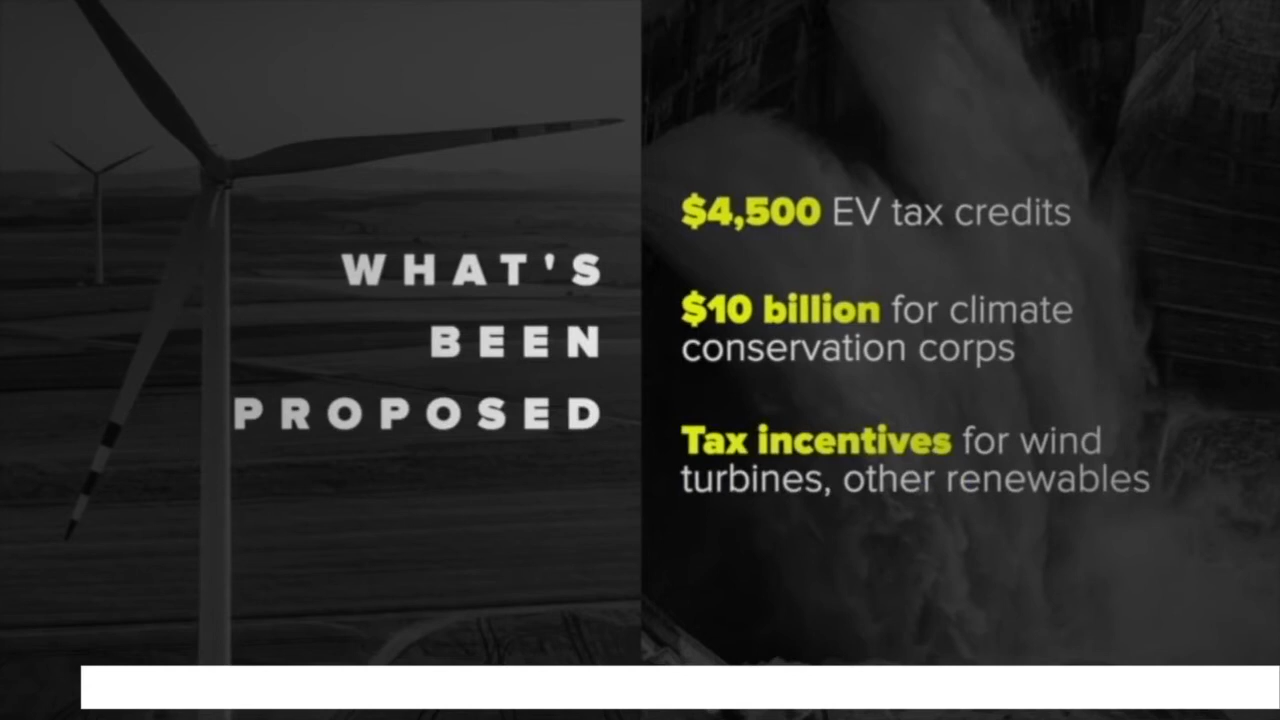 WHAT'S
BEEN
PROPOSED
$4,500 EV tax credits
$10 billion for climate
conservation corps
Tax incentives for wind
turbines, other renewables